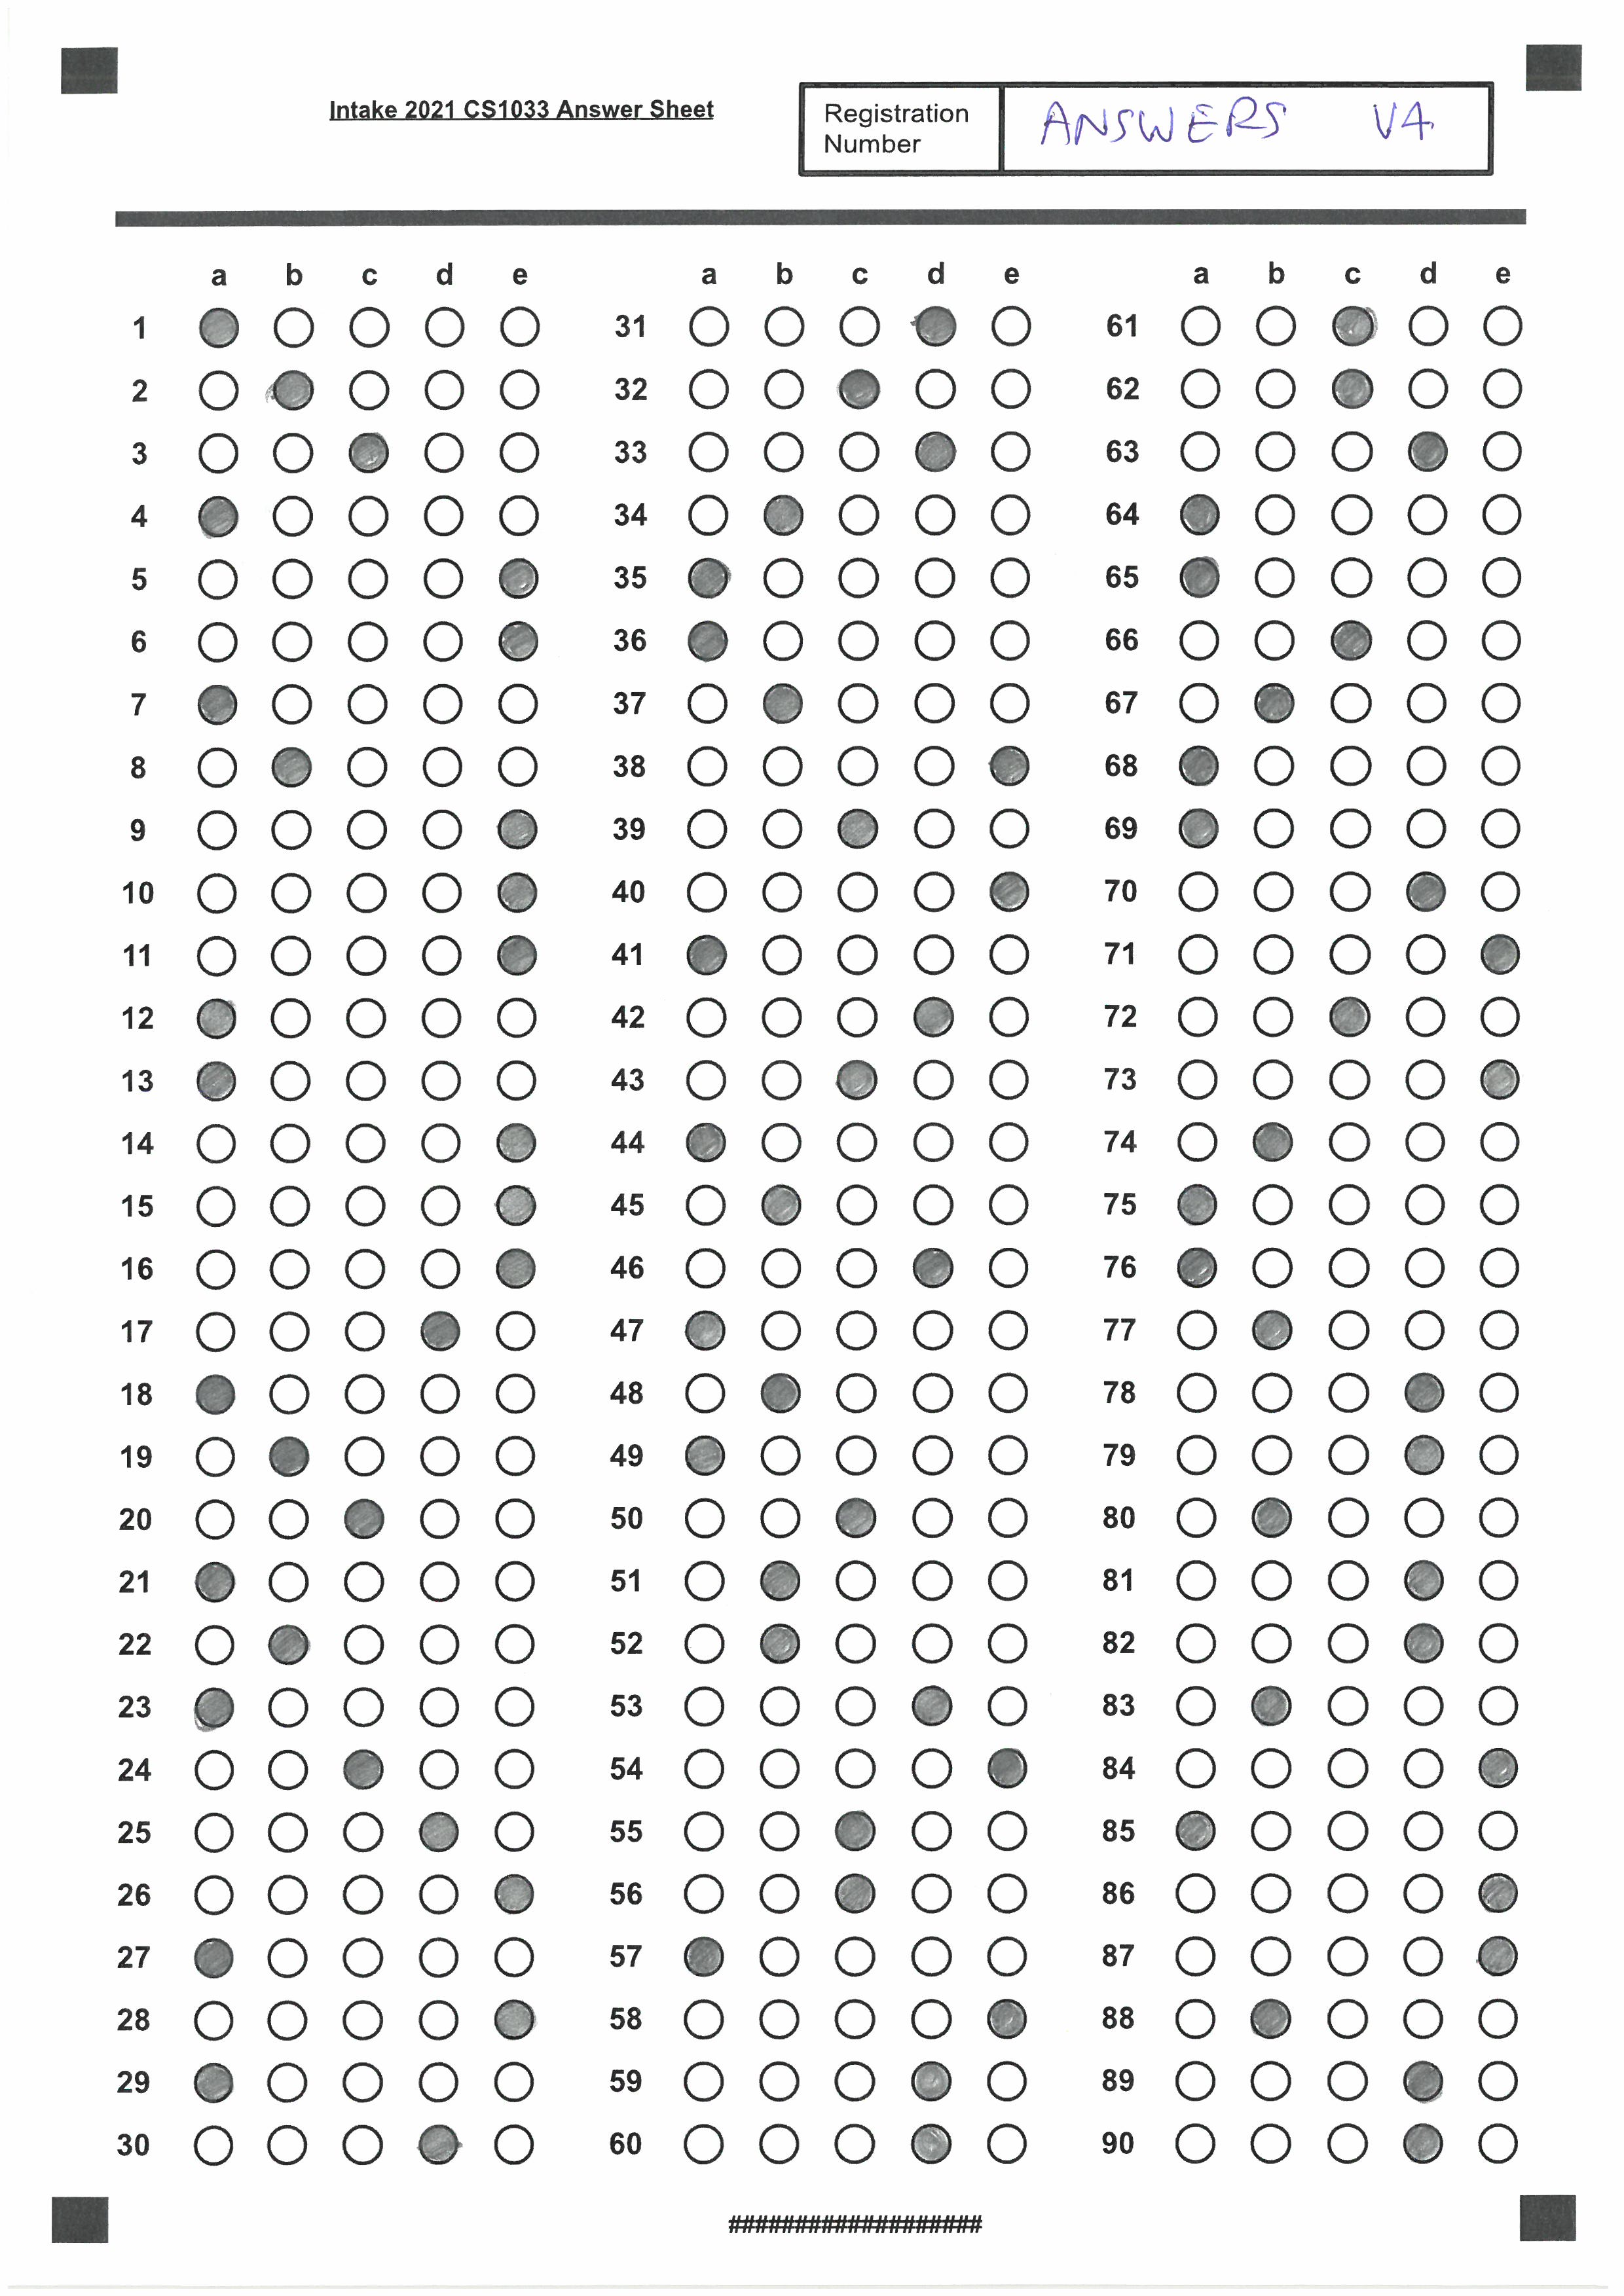 Intake 2021 CS1033 Answer Sheet
Registration Number
ANSWERS V4
a b c d e a b c d e a b c d e
1 31 61
2 32 62
3 33 63
4 34 64
5 35 65
6 36 66
7 37 67
8 38 68
9 39 69
10 40 70
11 41 71
12 42 72
13 43 73
14 44 74
15 45 75
16 46 76
17 47 77
18 48 78
19 49 79
20 50 80
21 51 81
22 52 82
23 53 83
24 54 84
25 55 85
26 56 86
27 57 87
28 58 88
29 59 89
30 60 90
####################